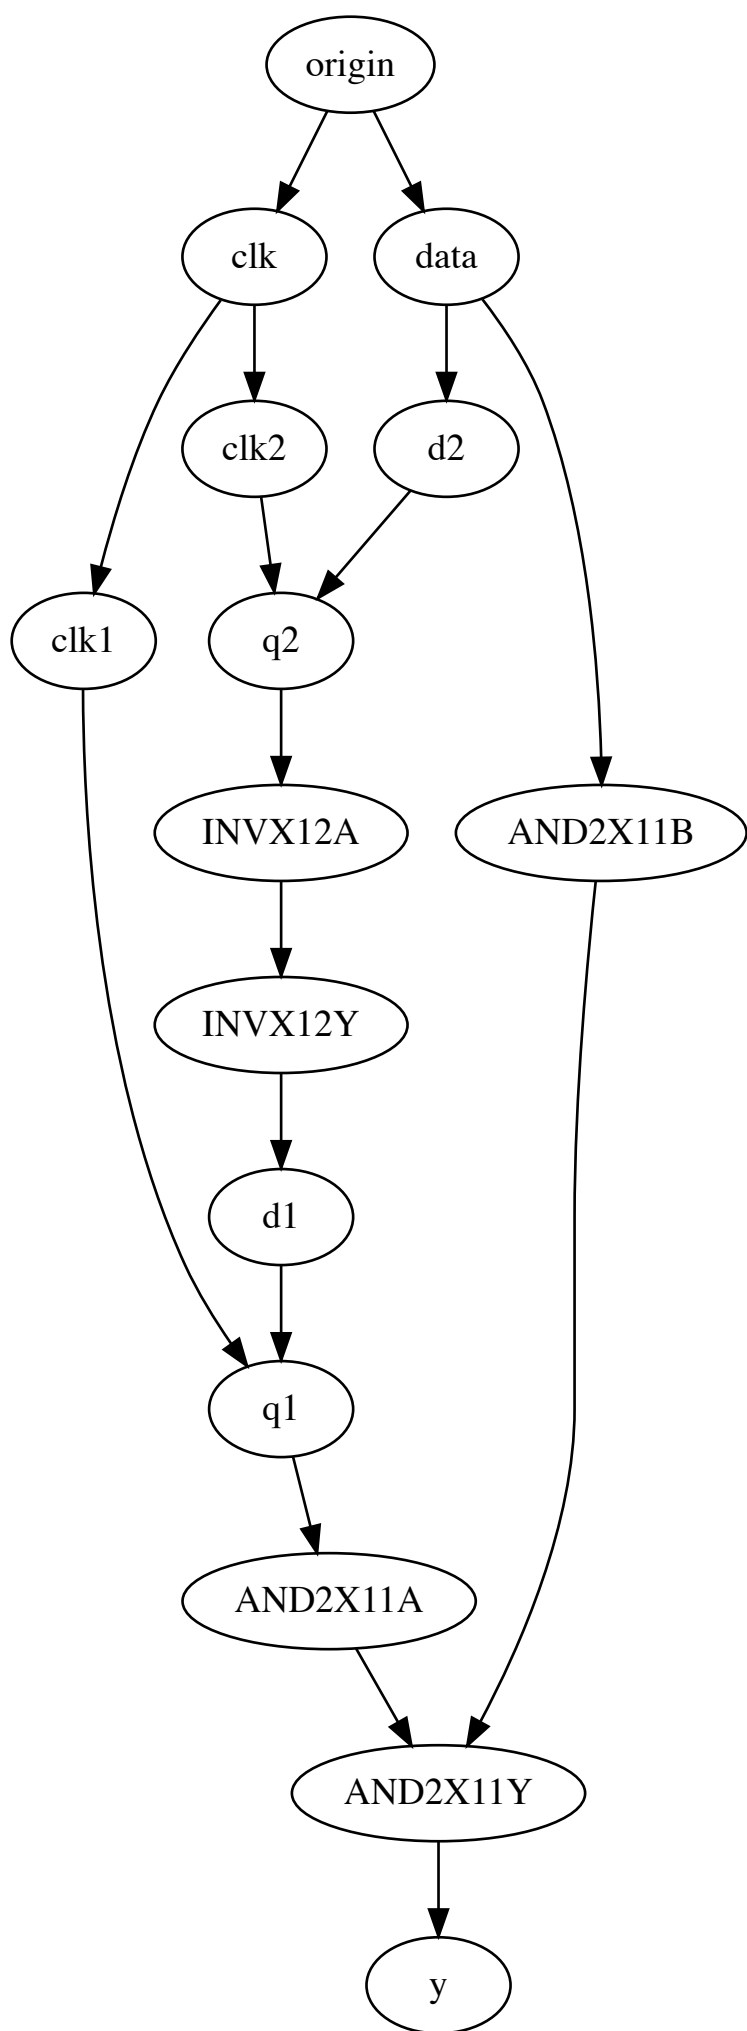 origin
clk
data
clk2
d2
clk1
q2
INVX12A
AND2X11B
INVX12Y
d1
q1
AND2X11A
AND2X11Y
y